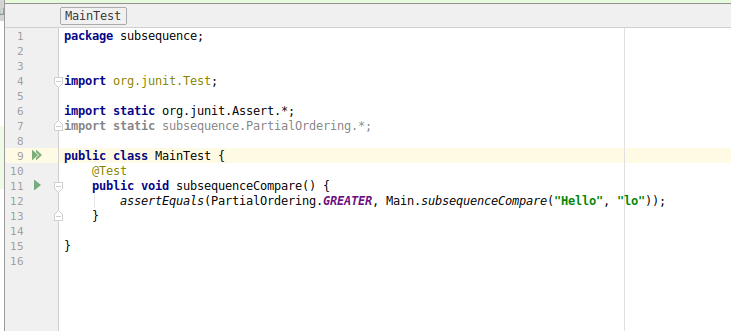 MainTest
1 package subsequence;
2
3
4 import org.junit.Test;
5
6 import static org.junit.Assert.*;
7 import static subsequence.PartialOrdering.*;
8
9 public class MainTest {
10 @Test
11 public void subsequenceCompare() {
12 assertEquals(PartialOrdering.GREATER, Main.subsequenceCompare("Hello", "lo"));
13 }
14
15 }
16